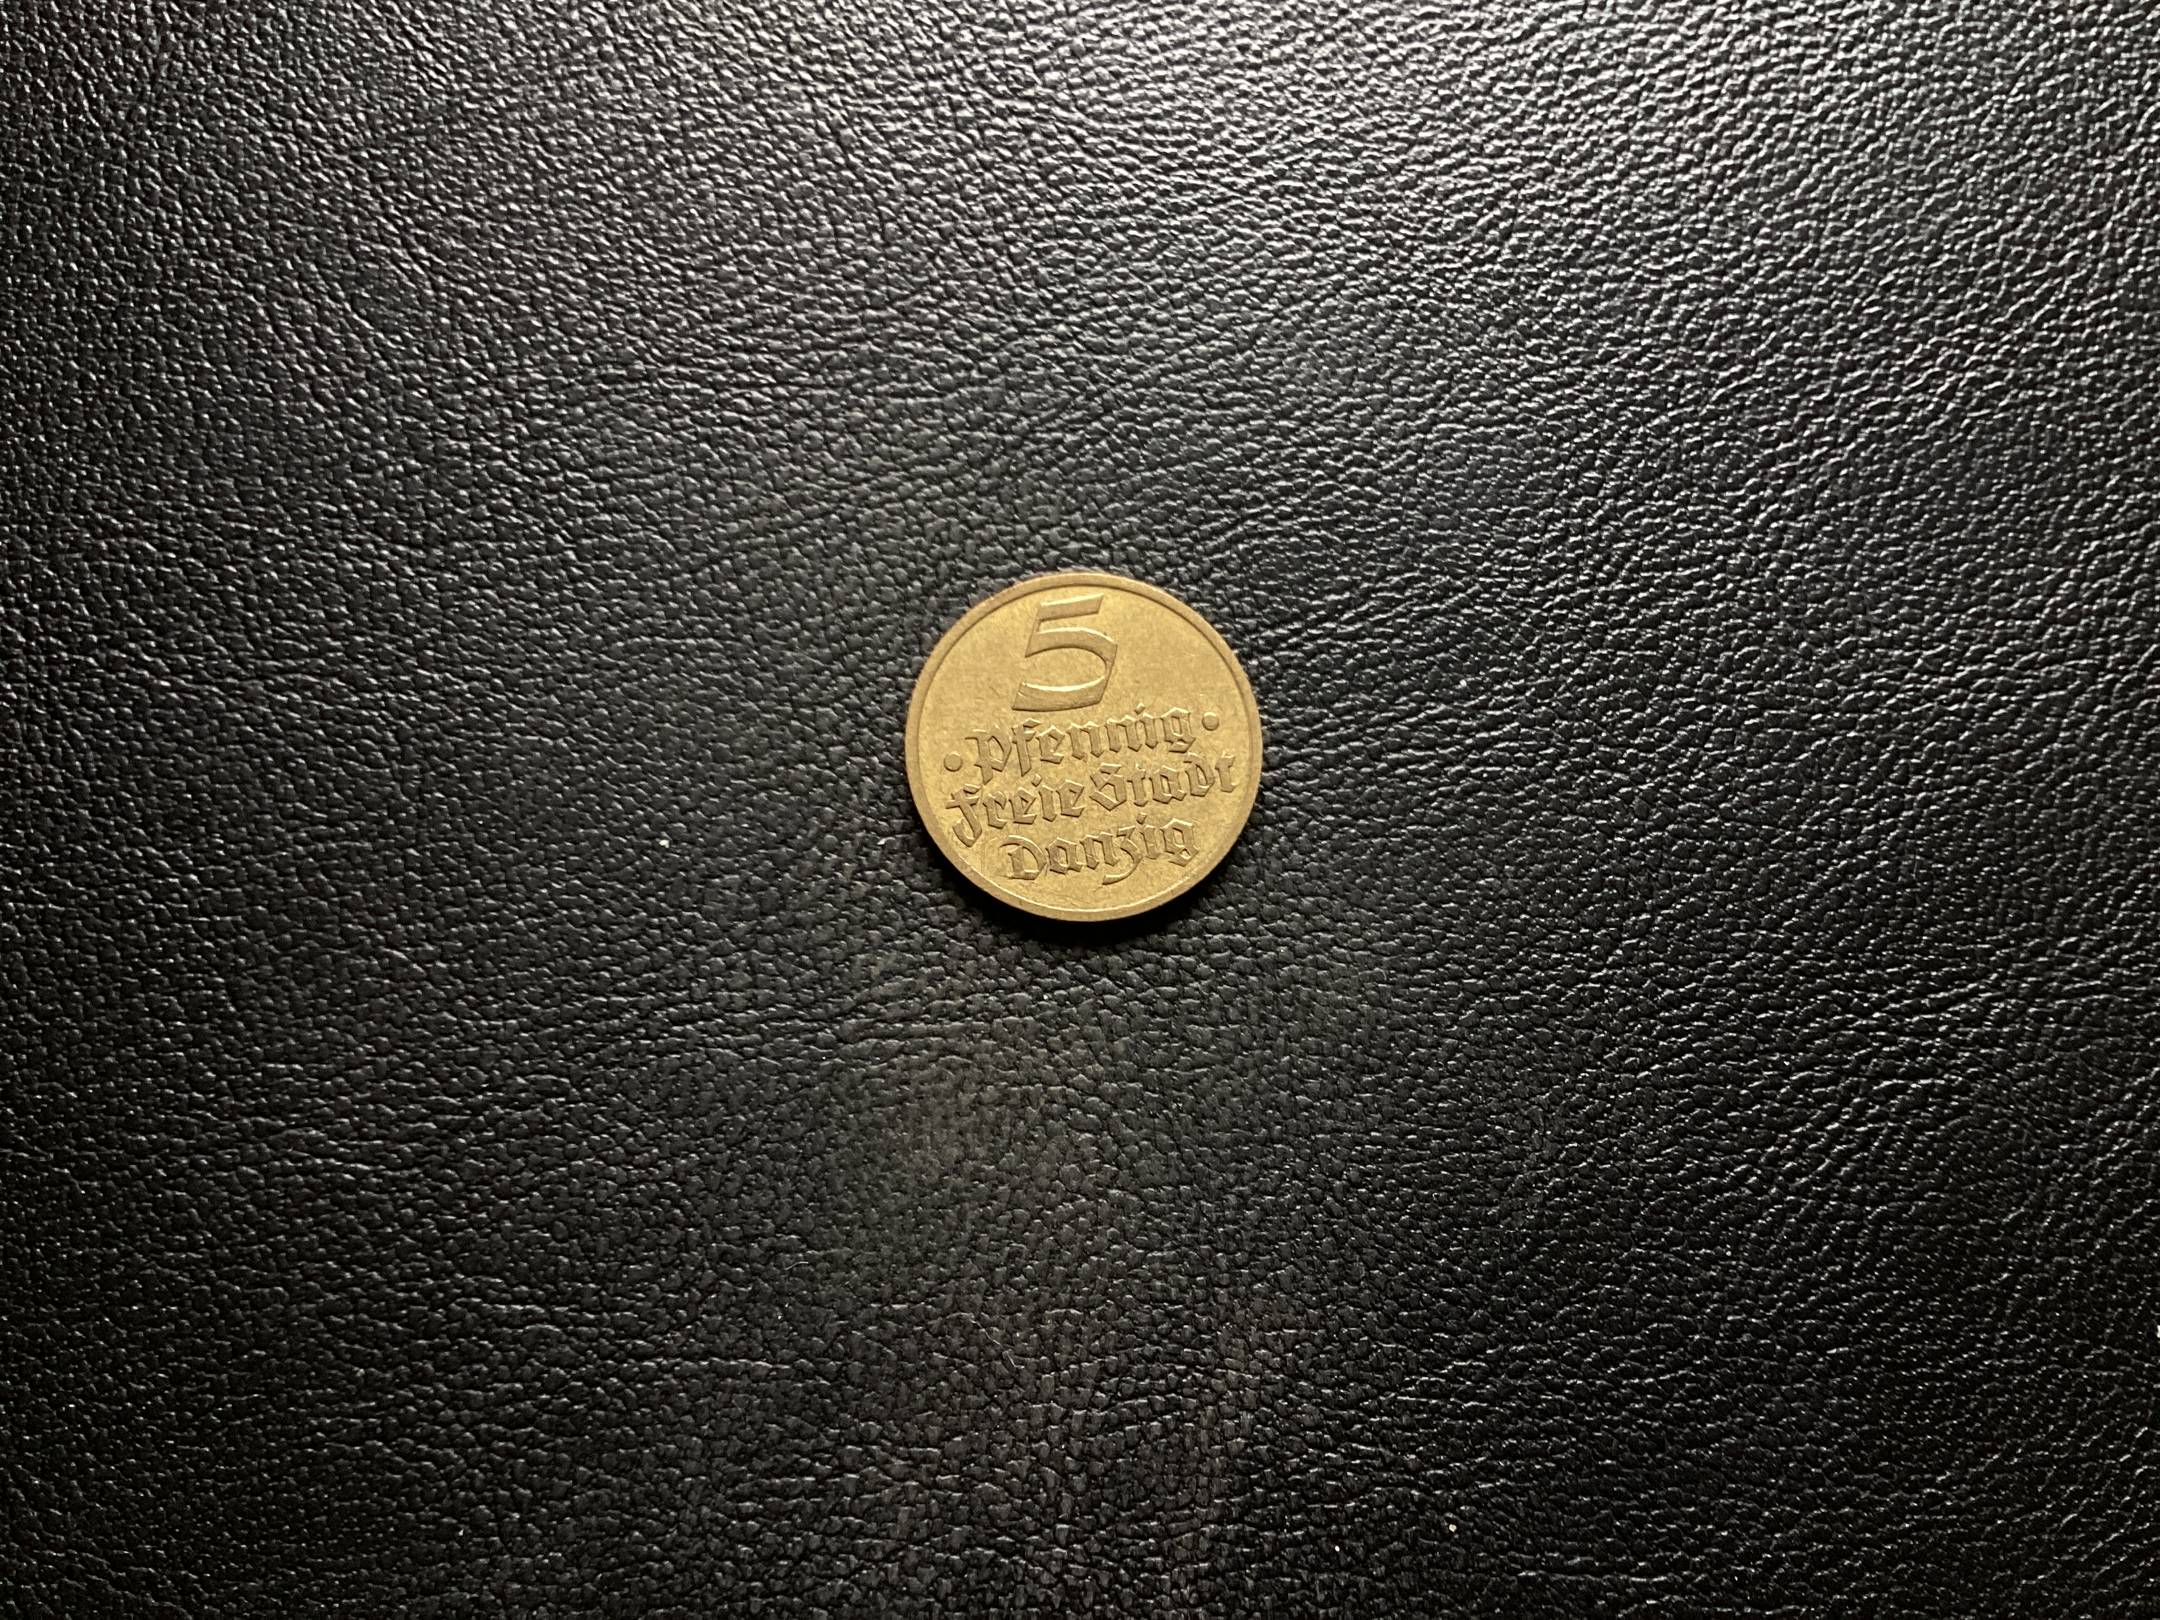 5
· Pfennig ·
Freie Stadt
Danzig